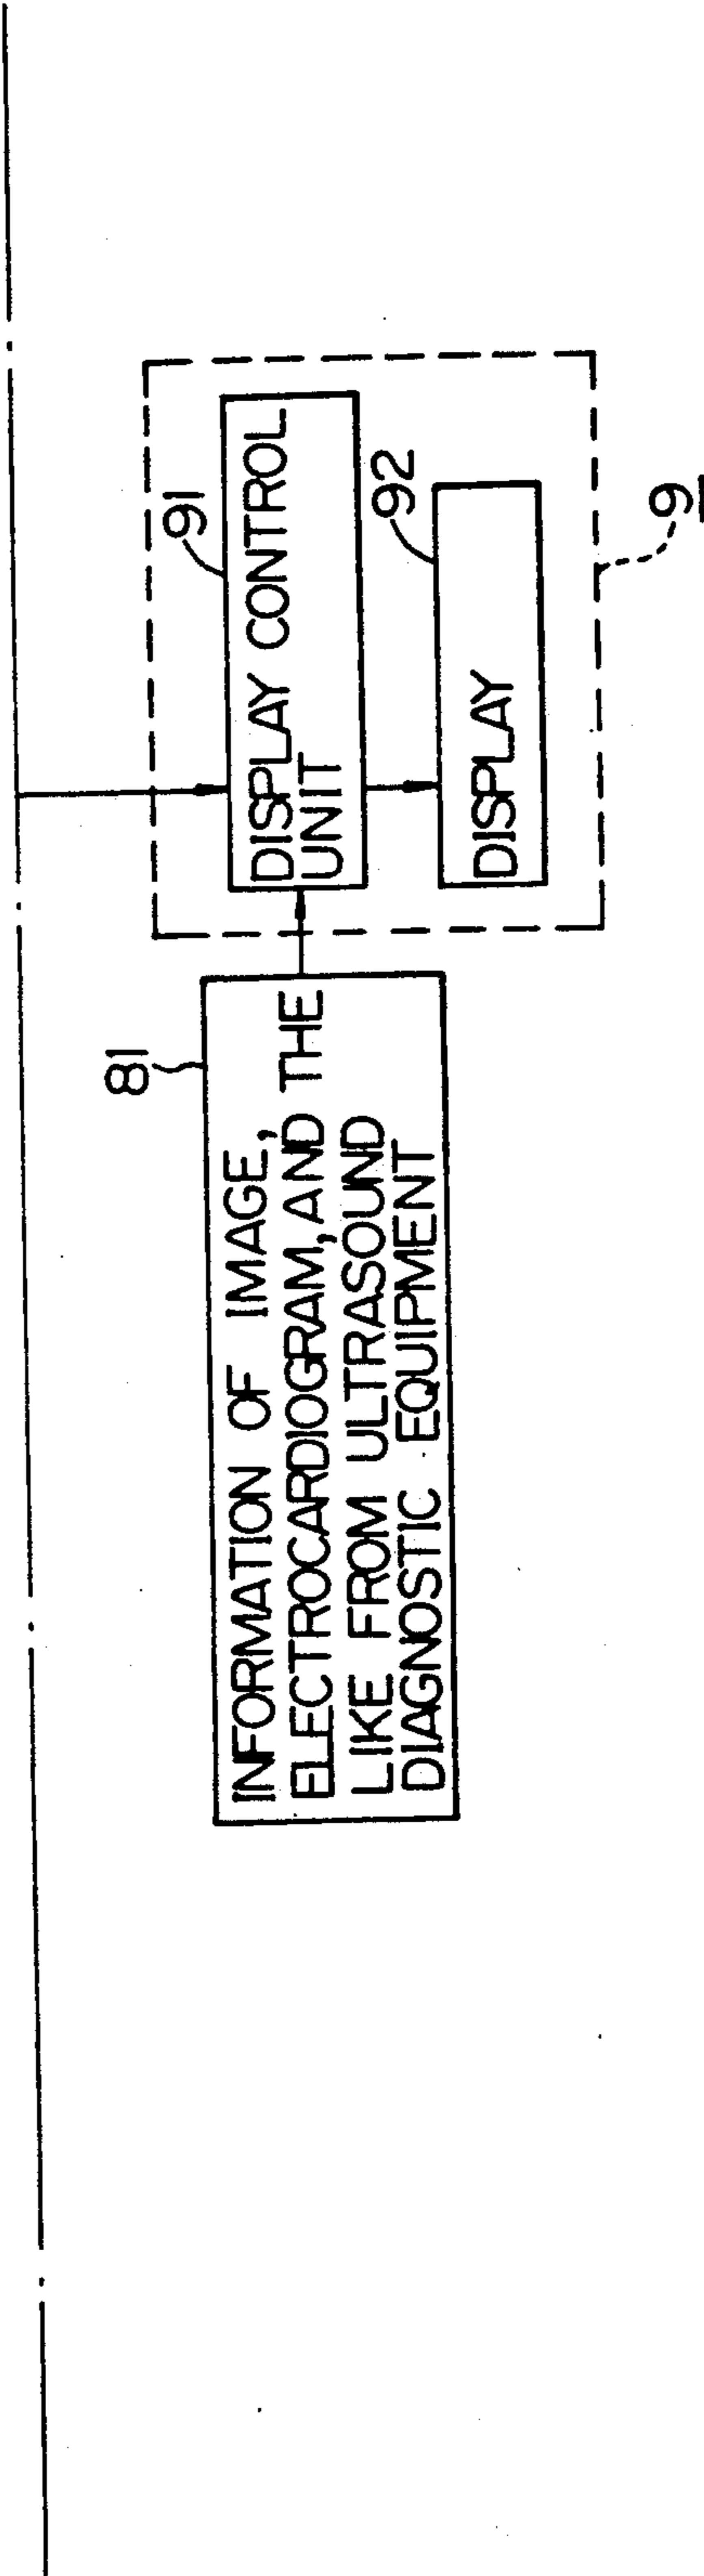 81
INFORMATION OF IMAGE,
ELECTROCARDIOGRAM, AND THE
LIKE FROM ULTRASOUND
DIAGNOSTIC EQUIPMENT
91
DISPLAY CONTROL
UNIT
92
DISPLAY
9